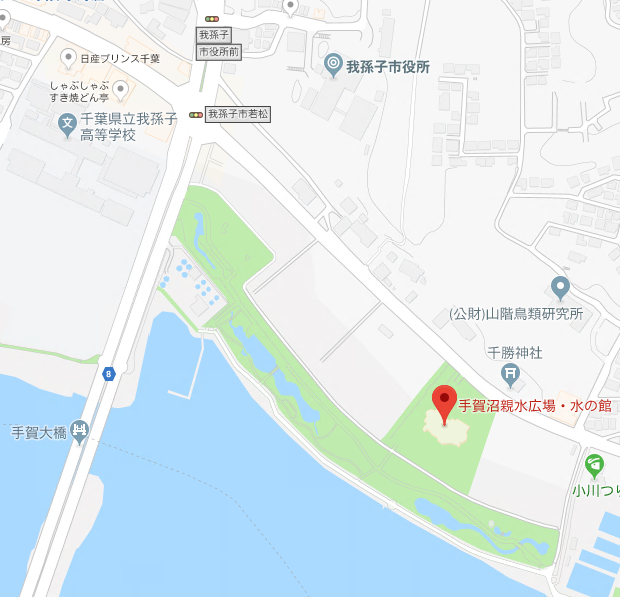 房
日産プリンス千葉
しゃぶしゃぶ
すき焼どん亭
文
千葉県立我孫子
高等学校
我孫子
市役所前
我孫子市若松
我孫子市役所
(公財)山階鳥類研究所
千勝神社
手賀沼親水広場・水の館
8
手賀大橋
小川つり